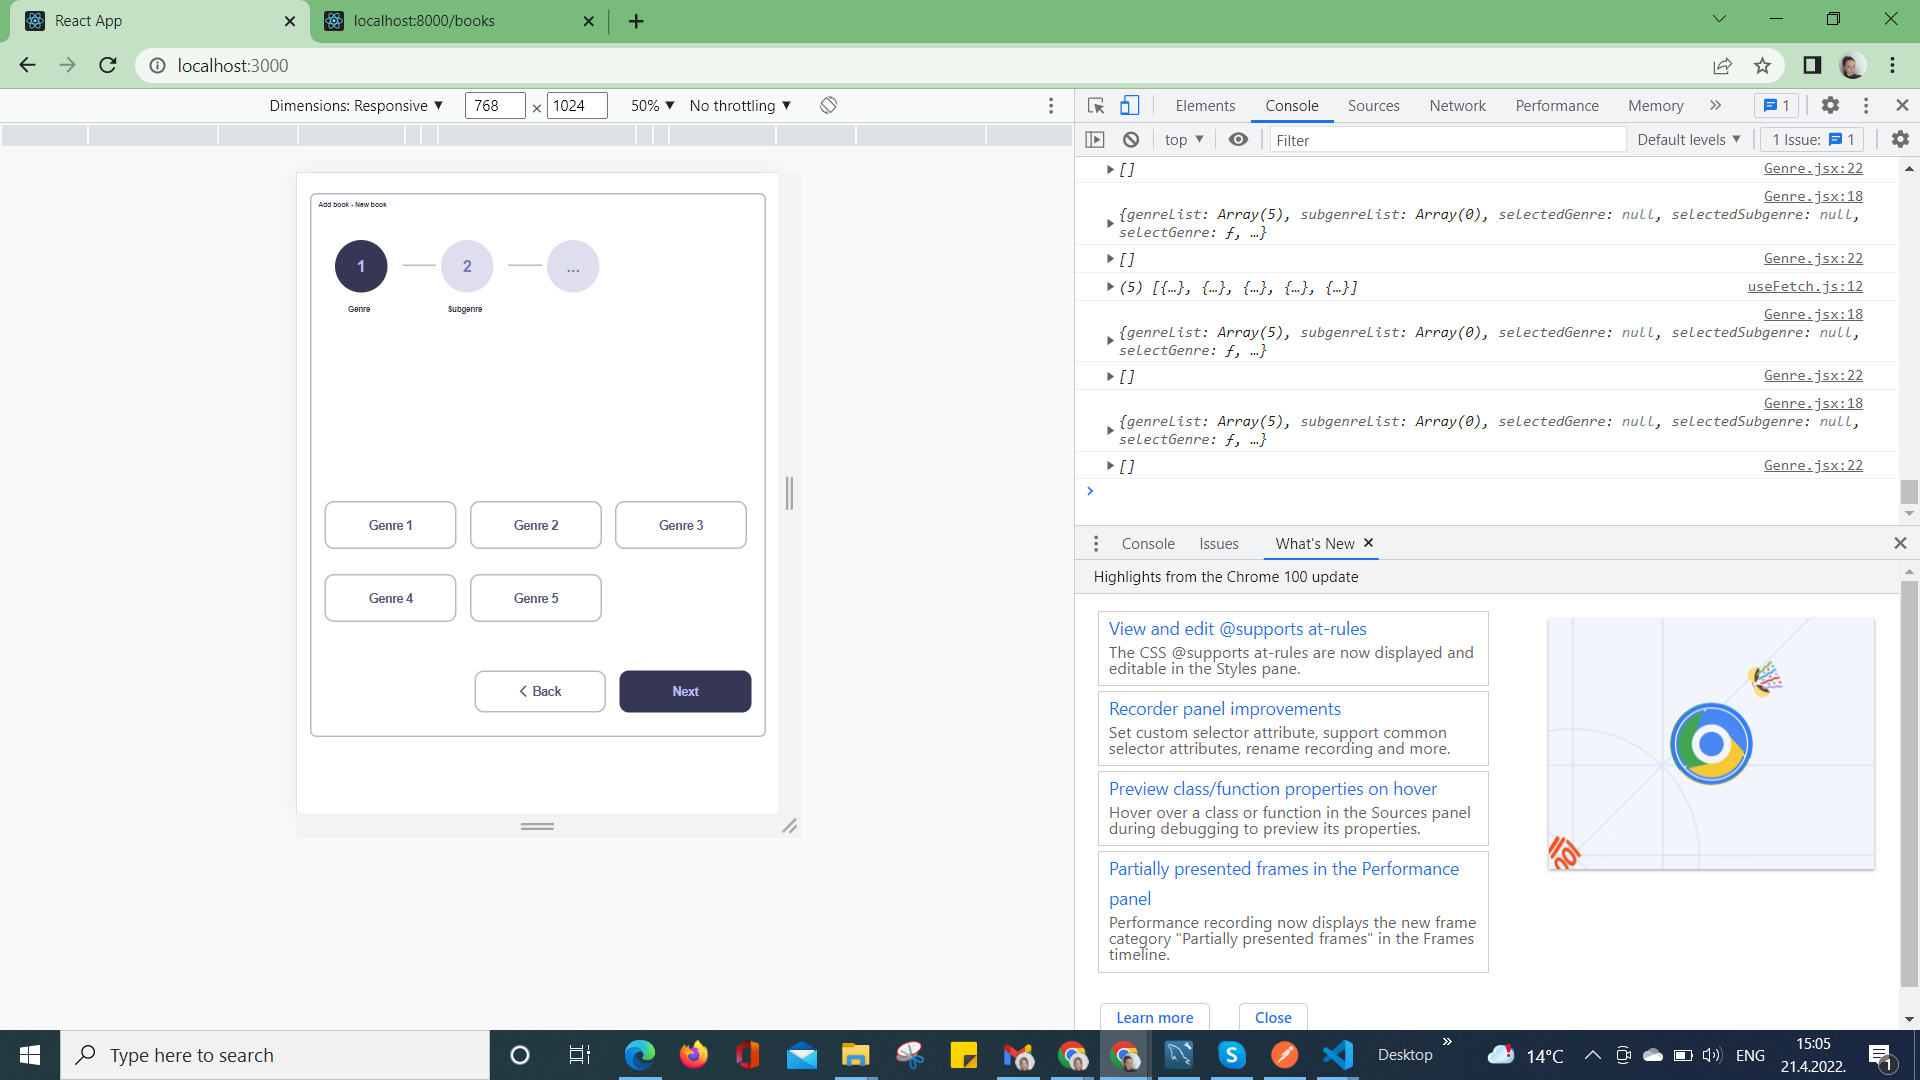 React App
localhost:8000/books
localhost:3000
Dimensions: Responsive ▼ 768 × 1024 50% ▼ No throttling ▼
Add book - New book
1 2 ...
Genre Subgenre
Genre 1 Genre 2 Genre 3
Genre 4 Genre 5
Back Next
Elements Console Sources Network Performance Memory » 1
top ▼ Filter Default levels ▼ 1 Issue: 1
[] Genre.jsx:22
Genre.jsx:18
{genreList: Array(5), subgenreList: Array(0), selectedGenre: null, selectedSubgenre: null,
selectGenre: ƒ, …}
[] Genre.jsx:22
(5) [{…}, {…}, {…}, {…}, {…}] useFetch.js:12
Genre.jsx:18
{genreList: Array(5), subgenreList: Array(0), selectedGenre: null, selectedSubgenre: null,
selectGenre: ƒ, …}
[] Genre.jsx:22
Genre.jsx:18
{genreList: Array(5), subgenreList: Array(0), selectedGenre: null, selectedSubgenre: null,
selectGenre: ƒ, …}
[] Genre.jsx:22
Console Issues What's New
Highlights from the Chrome 100 update
View and edit @supports at-rules
The CSS @supports at-rules are now displayed and
editable in the Styles pane.
Recorder panel improvements
Set custom selector attribute, support common
selector attributes, rename recording and more.
Preview class/function properties on hover
Hover over a class or function in the Sources panel
during debugging to preview its properties.
Partially presented frames in the Performance
panel
Performance recording now displays the new frame
category "Partially presented frames" in the Frames
timeline.
Learn more Close
Type here to search
Desktop » 14°C ENG
15:05
21.4.2022.
1